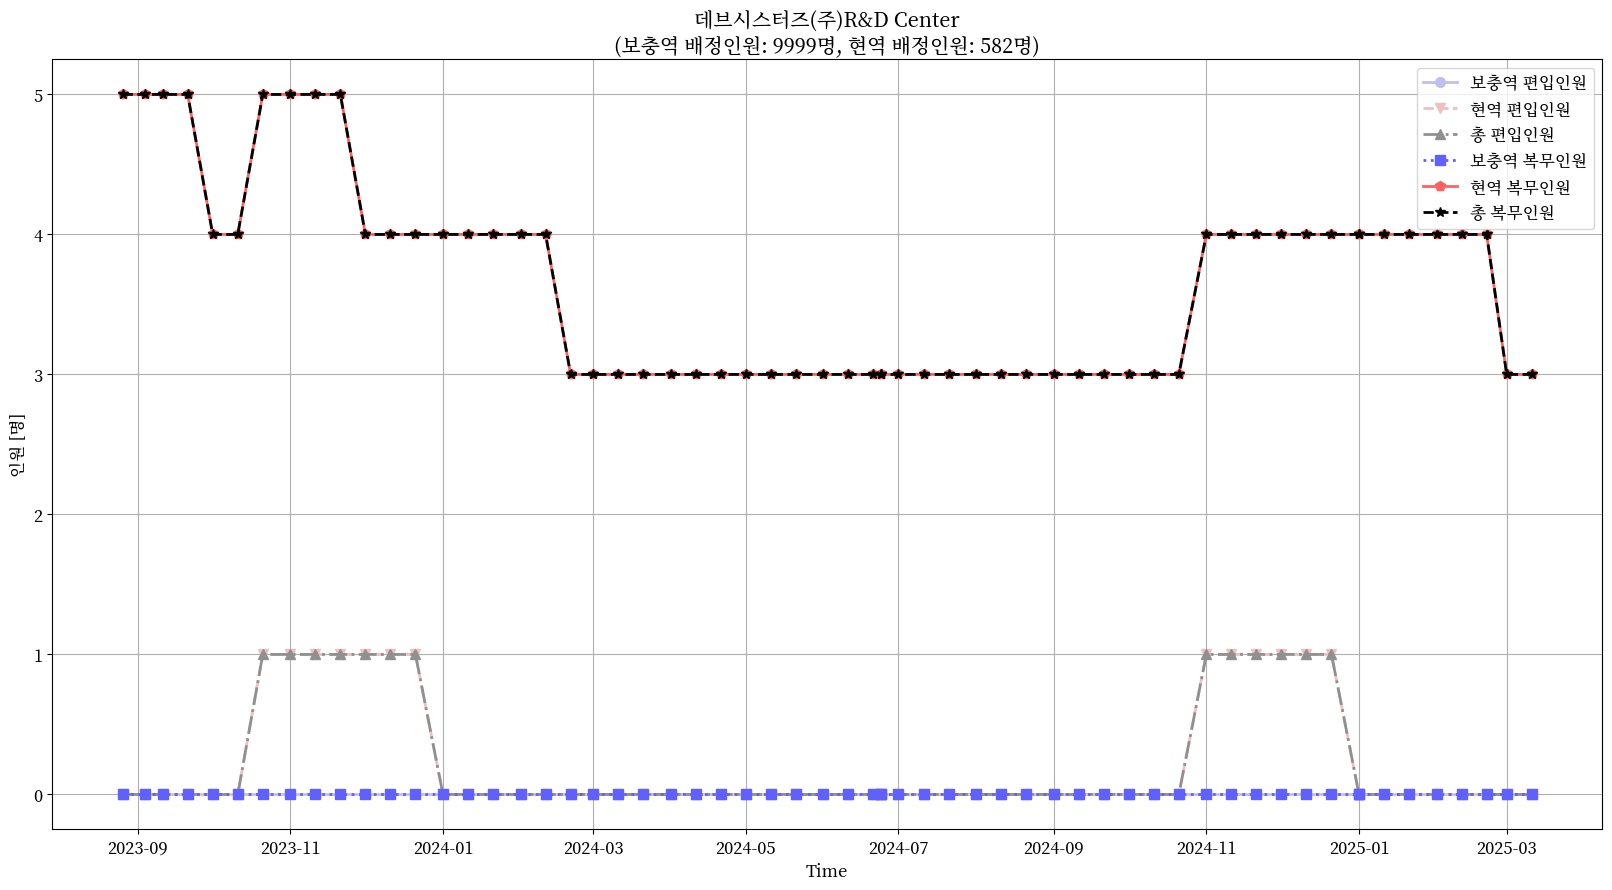 데브시스터즈(주)R&D Center
(보충역 배정인원: 9999명, 현역 배정인원: 582명)
보충역 편입인원
현역 편입인원
총 편입인원
보충역 복무인원
현역 복무인원
총 복무인원
인원 [명]
5
4
3
2
1
0
2023-09 2023-11 2024-01 2024-03 2024-05 2024-07 2024-09 2024-11 2025-01 2025-03
Time